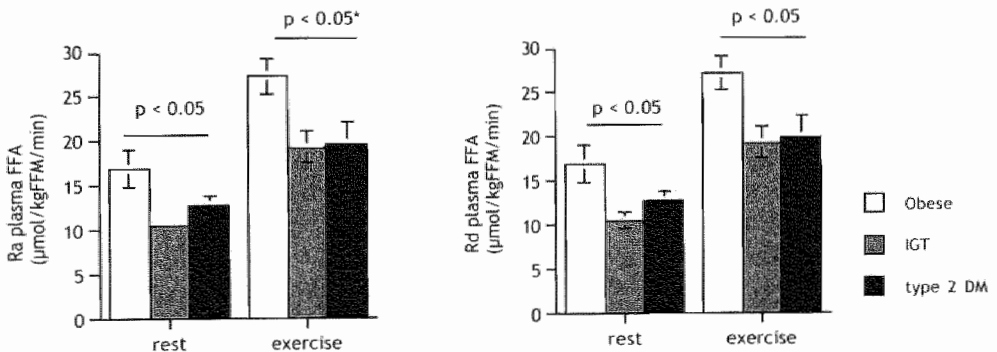 p < 0.05*
p < 0.05
30
25
20
15
10
5
0
Ra plasma FFA
(µmol/kgFFM/min)
rest
exercise
p < 0.05
p < 0.05
30
25
20
15
10
5
0
Rd plasma FFA
(µmol/kgFFM/min)
rest
exercise
Obese
IGT
type 2 DM